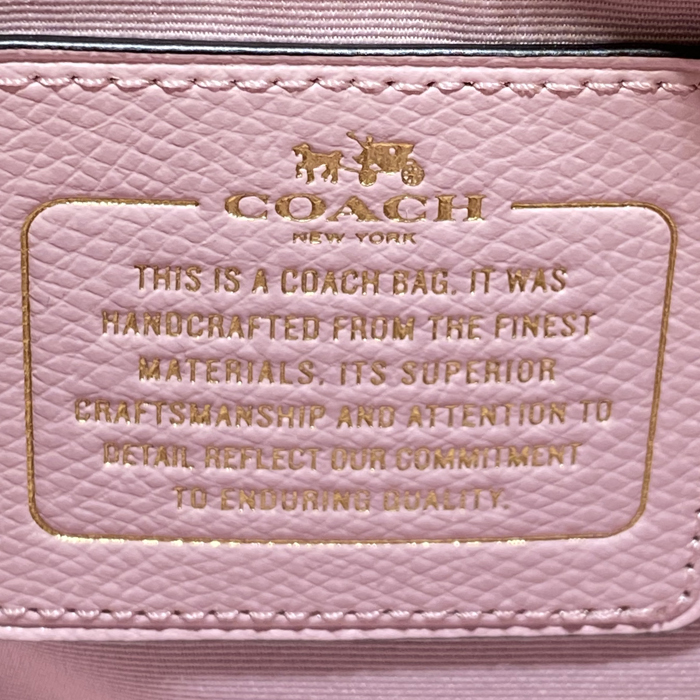 COACH
NEW YORK
THIS IS A COACH BAG. IT WAS
HANDCRAFTED FROM THE FINEST
MATERIALS. ITS SUPERIOR
CRAFTSMANSHIP AND ATTENTION TO
DETAIL REFLECT OUR COMMITMENT
TO ENDURING QUALITY.